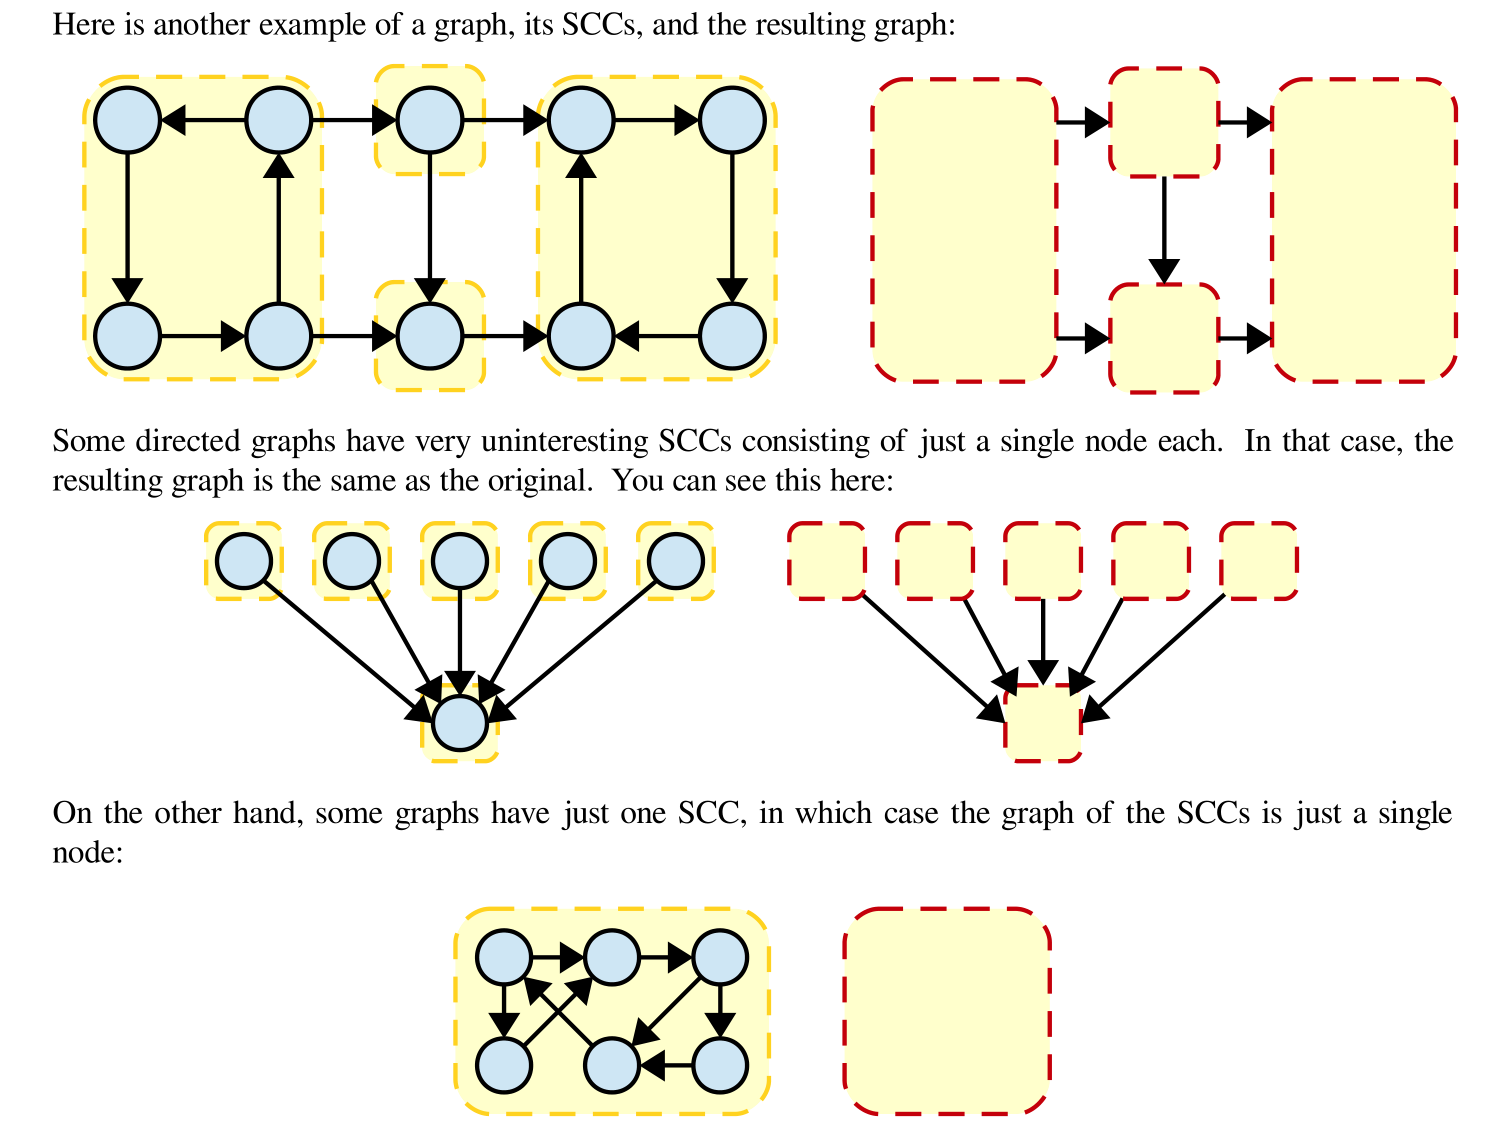 Here is another example of a graph, its SCCs, and the resulting graph:
Some directed graphs have very uninteresting SCCs consisting of just a single node each. In that case, the
resulting graph is the same as the original. You can see this here:
On the other hand, some graphs have just one SCC, in which case the graph of the SCCs is just a single
node: